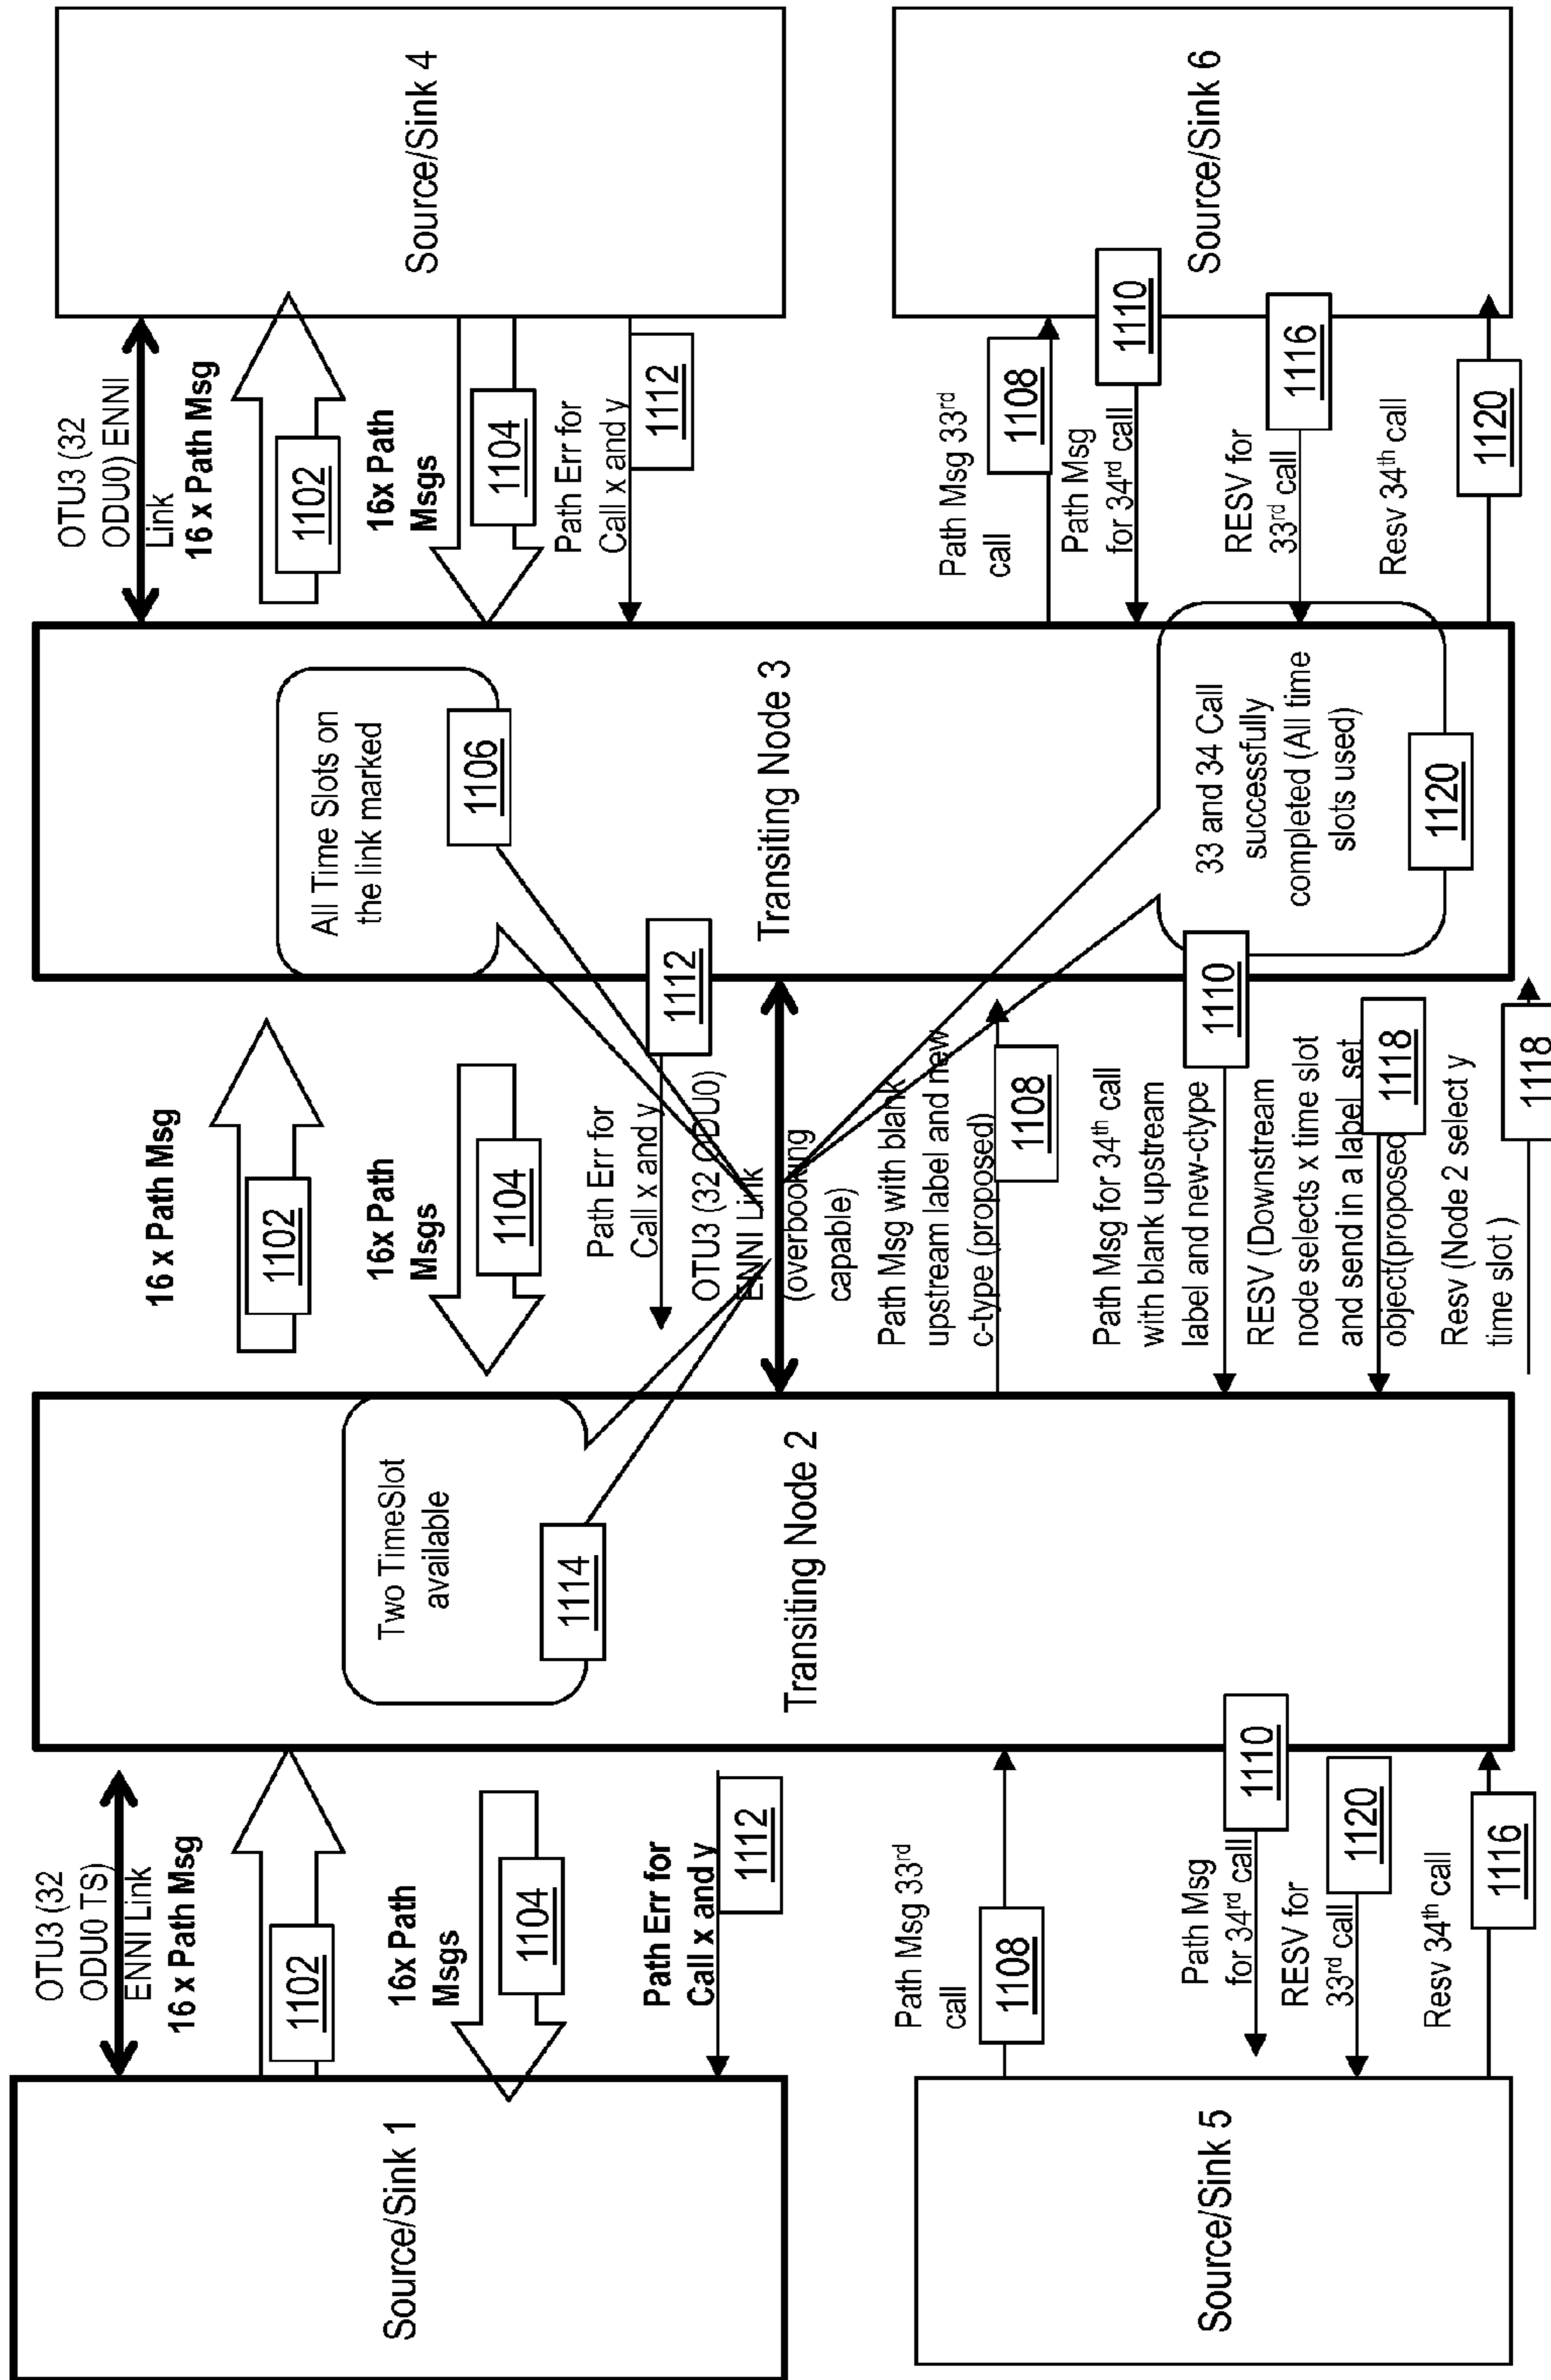 Source/Sink 1
OTU3 (32
ODU0 TS)
ENNI Link
16 x Path Msg
1102
16x Path
Msgs
1104
Path Err for
Call x and y
1112
Source/Sink 5
Path Msg 33rd
call
1108
Path Msg
for 34rd call
1110
RESV for
33rd call
1120
Resv 34th call
1116
Transiting Node 2
Two TimeSlot
available
1114
16 x Path Msg
1102
16x Path
Msgs
1104
Path Err for
Call x and y
1112
OTU3 (32 ODU0)
ENNI Link
(overbooking
capable)
Path Msg with blank
upstream label and new
c-type (proposed)
1108
Path Msg for 34th call
with blank upstream
label and new-ctype
1110
RESV (Downstream
node selects x time slot
and send in a label_set
object(proposed
1118
Resv (Node 2 select y
time slot )
1118
Transiting Node 3
All Time Slots on
the link marked
1106
33 and 34 Call
successfully
completed (All time
slots used)
1120
OTU3 (32
ODU0) ENNI
Link
16 x Path Msg
1102
16x Path
Msgs
1104
Path Err for
Call x and y
1112
Source/Sink 4
Path Msg 33rd
call
1108
Path Msg
for 34rd call
1110
RESV for
33rd call
1116
Resv 34th call
1120
Source/Sink 6